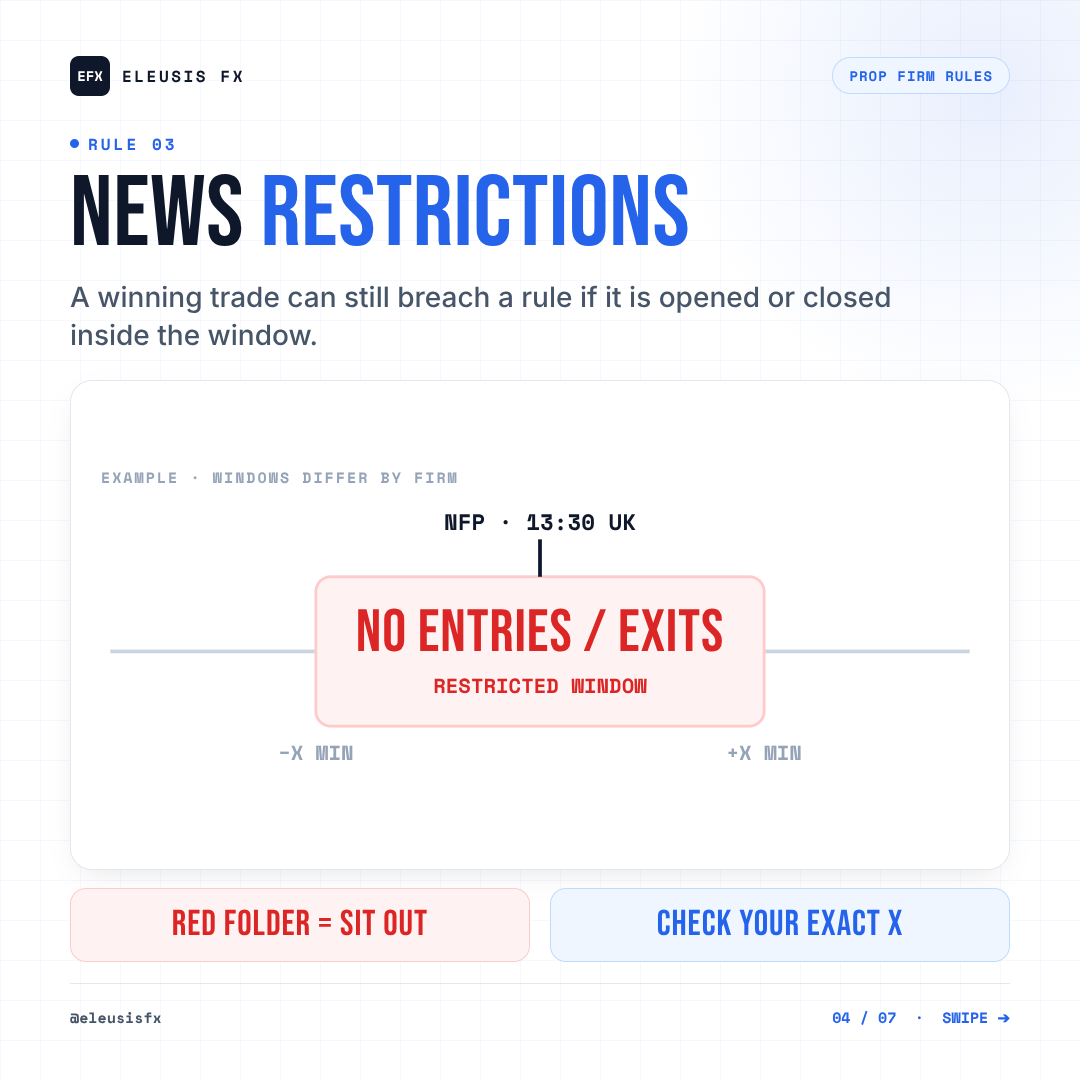 EFX ELEUSIS FX
PROP FIRM RULES
RULE 03
NEWS RESTRICTIONS
A winning trade can still breach a rule if it is opened or closed
inside the window.
EXAMPLE · WINDOWS DIFFER BY FIRM
NFP · 13:30 UK
NO ENTRIES / EXITS
RESTRICTED WINDOW
−X MIN
+X MIN
RED FOLDER = SIT OUT
CHECK YOUR EXACT X
@eleusisfx
04 / 07 · SWIPE ➔